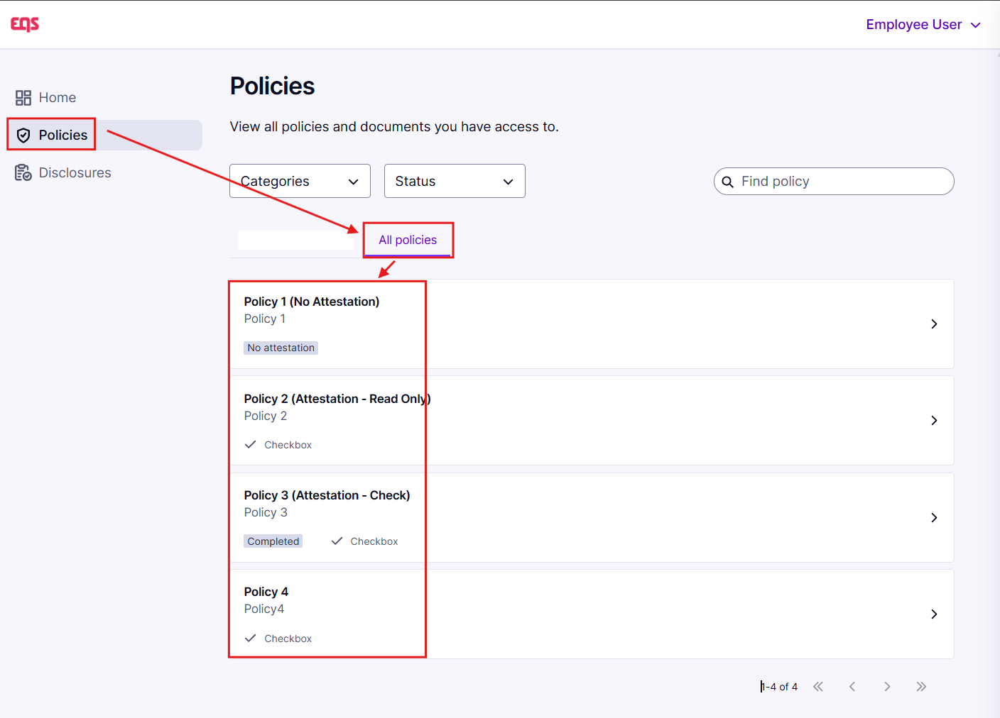 EQS
Employee User
Home
Policies
Disclosures
Policies
View all policies and documents you have access to.
Categories
Status
Find policy
All policies
Policy 1 (No Attestation)
Policy 1
No attestation
Policy 2 (Attestation - Read Only)
Policy 2
Checkbox
Policy 3 (Attestation - Check)
Policy 3
Completed Checkbox
Policy 4
Policy4
Checkbox
1-4 of 4